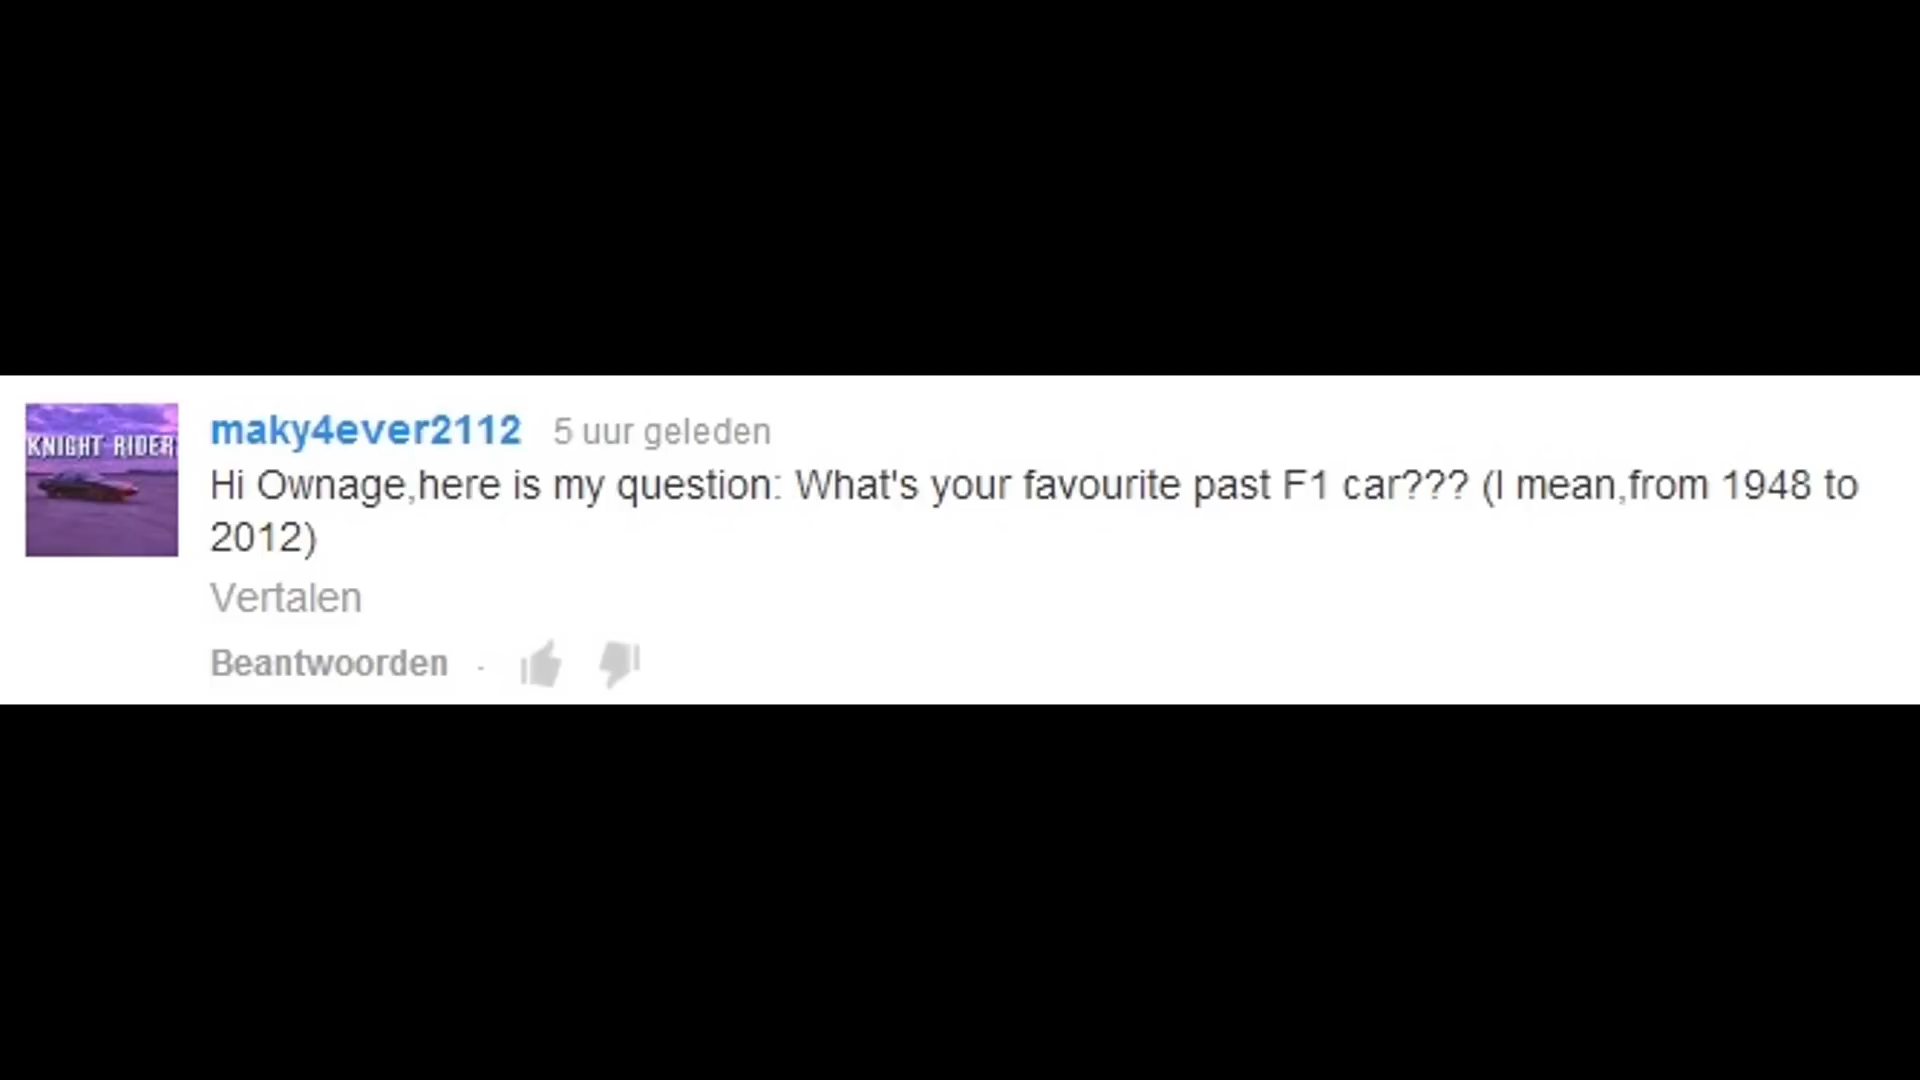 KNIGHT RIDER
maky4ever2112 5 uur geleden
Hi Ownage,here is my question: What's your favourite past F1 car??? (I mean,from 1948 to
2012)
Vertalen
Beantwoorden ·